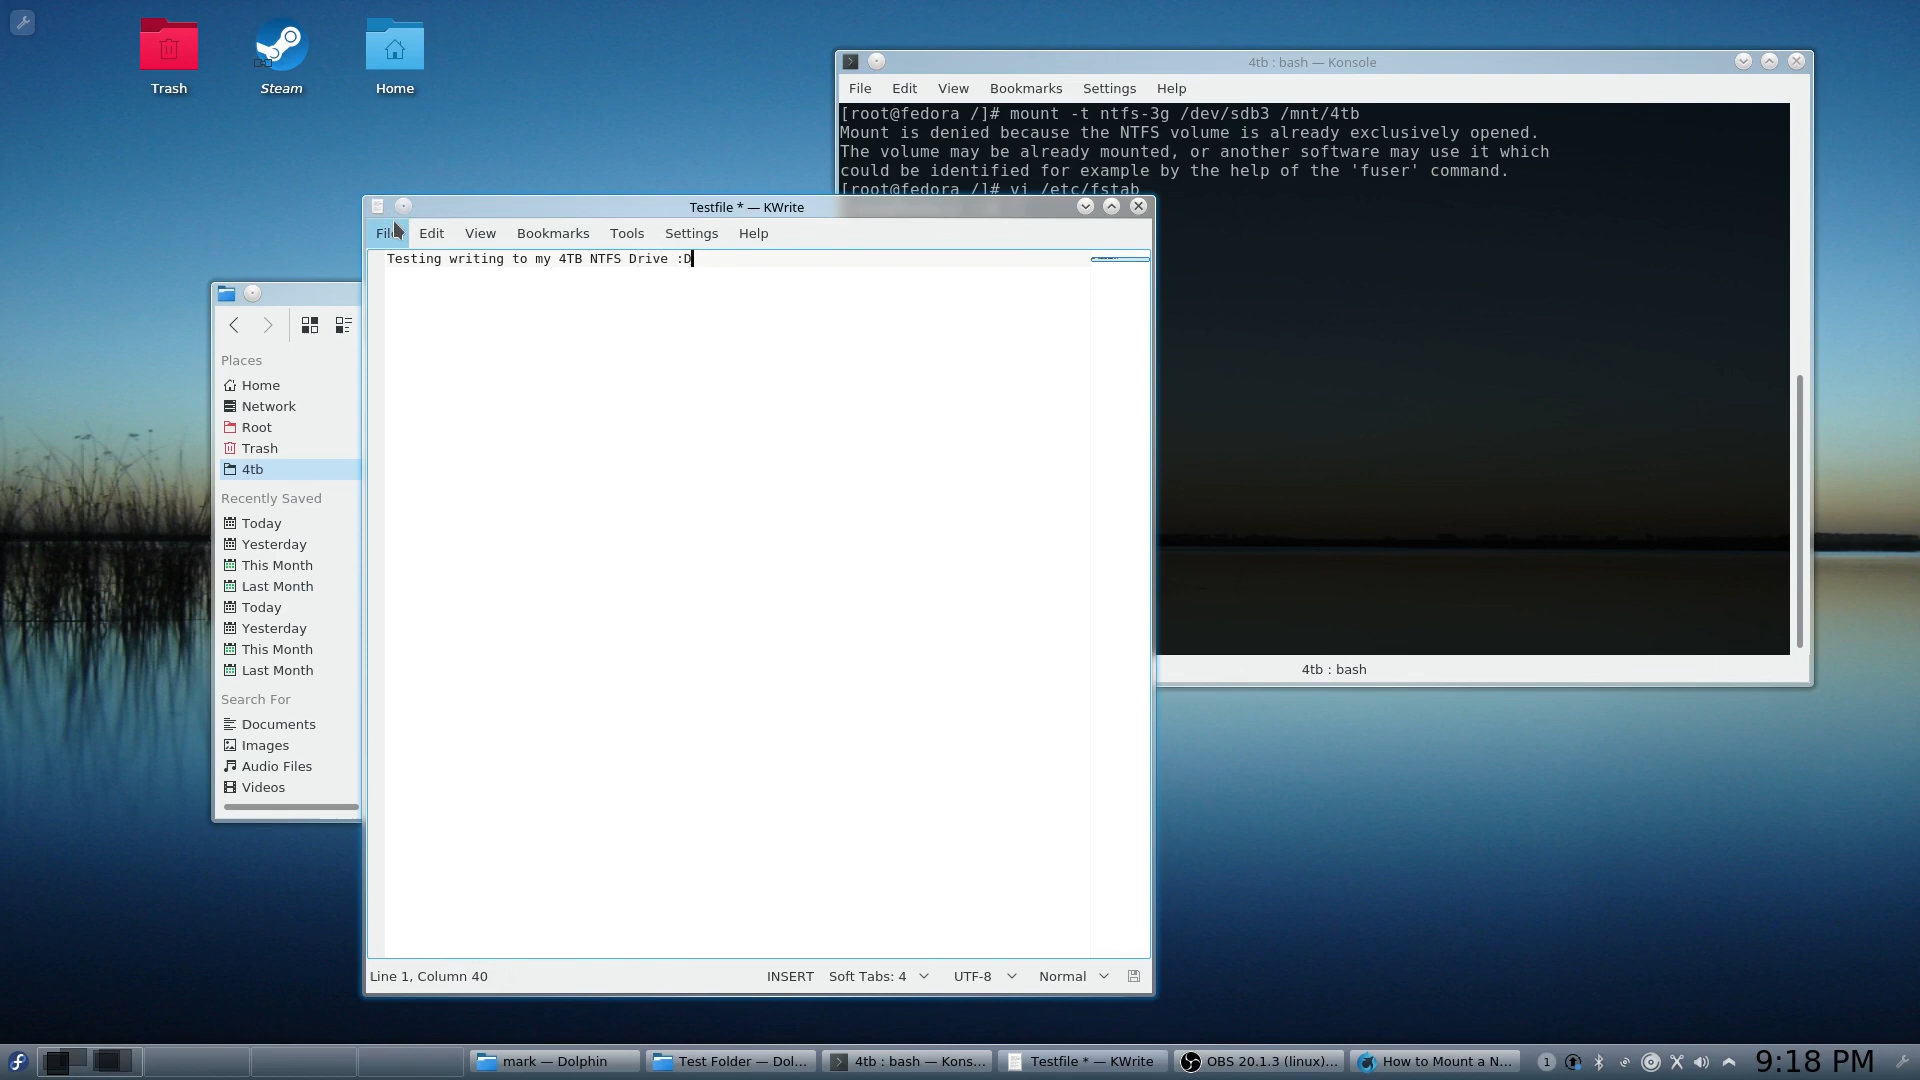 Trash
Steam
Home
4tb : bash — Konsole
File Edit View Bookmarks Settings Help
[root@fedora /]# mount -t ntfs-3g /dev/sdb3 /mnt/4tb
Mount is denied because the NTFS volume is already exclusively opened.
The volume may be already mounted, or another software may use it which
could be identified for example by the help of the 'fuser' command.
[root@fedora /]# vi /etc/fstab
4tb : bash
Testfile * — KWrite
File Edit View Bookmarks Tools Settings Help
Testing writing to my 4TB NTFS Drive :D
Line 1, Column 40 INSERT Soft Tabs: 4 UTF-8 Normal
Places
Home
Network
Root
Trash
4tb
Recently Saved
Today
Yesterday
This Month
Last Month
Today
Yesterday
This Month
Last Month
Search For
Documents
Images
Audio Files
Videos
mark — Dolphin
Test Folder — Dol...
4tb : bash — Kons...
Testfile * — KWrite
OBS 20.1.3 (linux)...
How to Mount a N...
1
9:18 PM